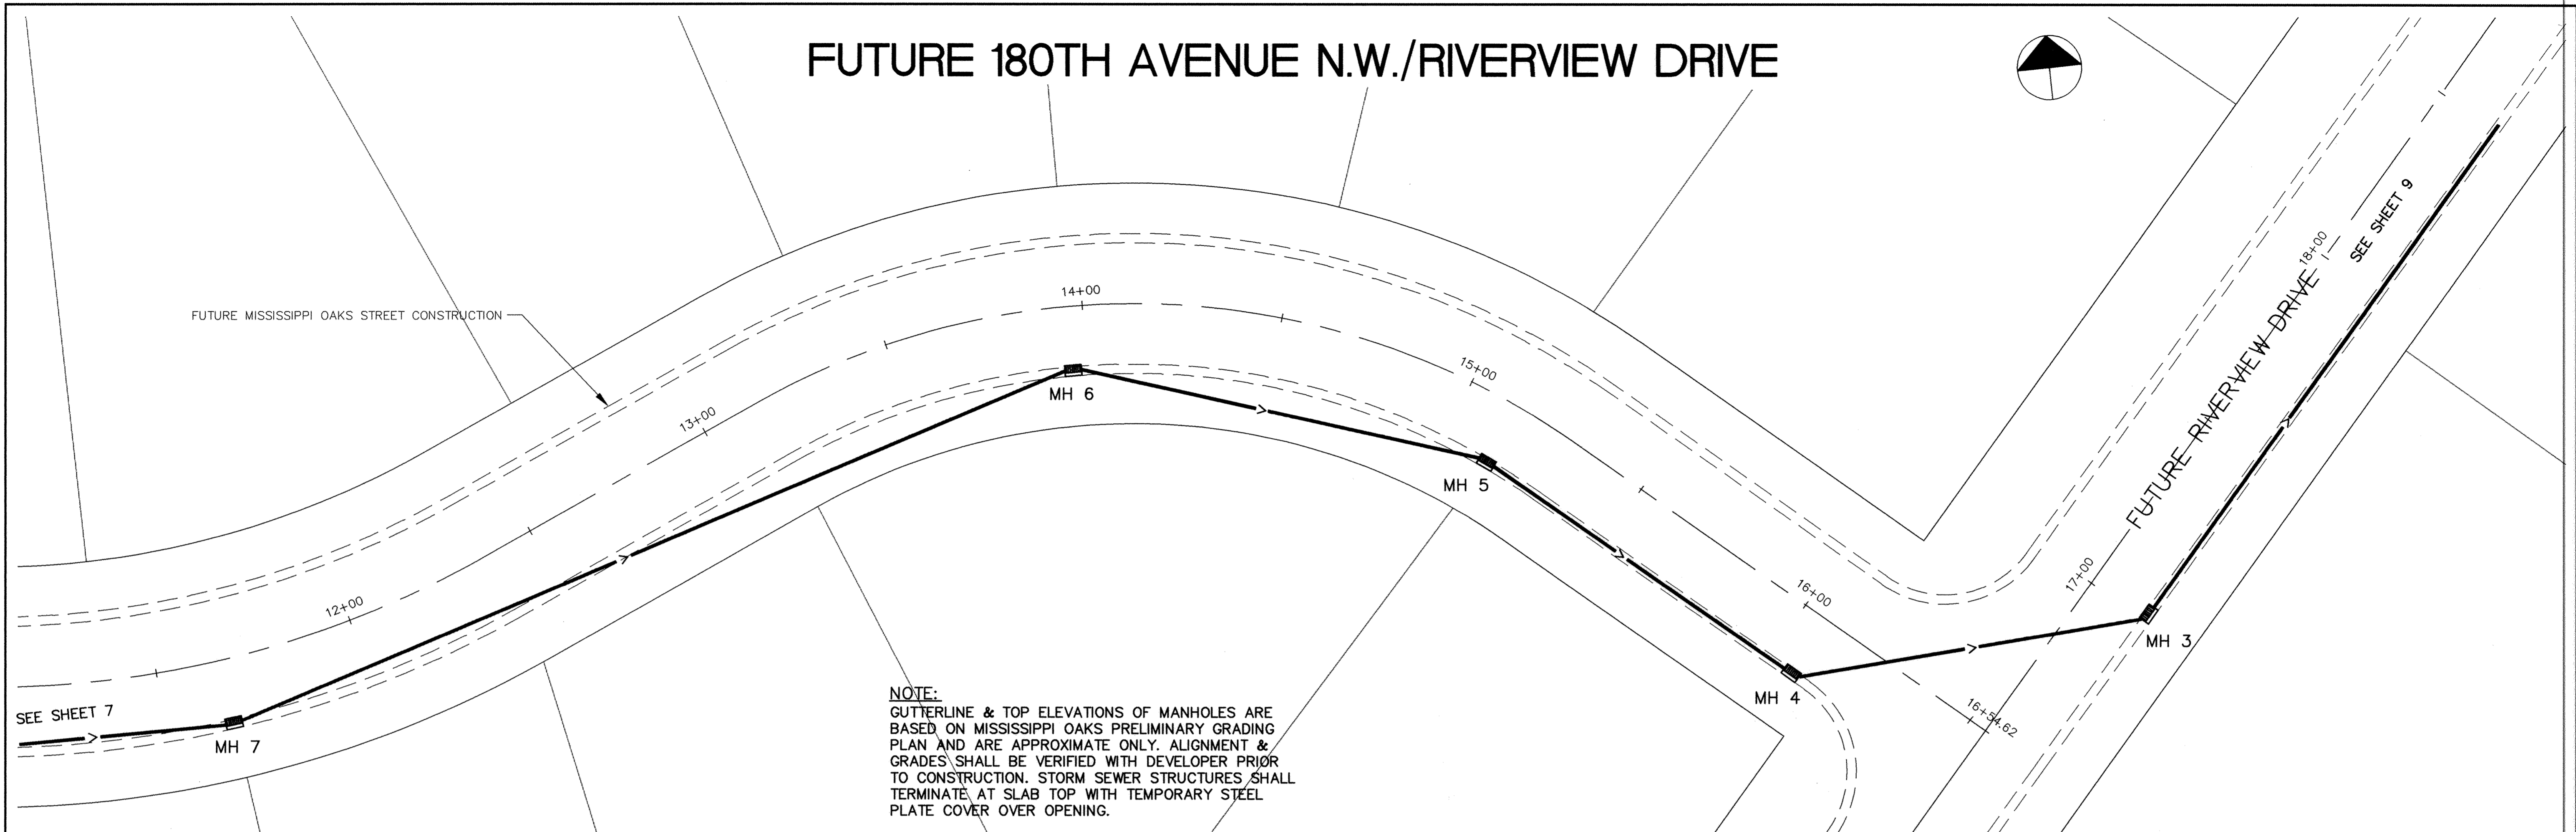 FUTURE 180TH AVENUE N.W./RIVERVIEW DRIVE
FUTURE MISSISSIPPI OAKS STREET CONSTRUCTION
12+00
13+00
14+00
15+00
16+00
16+54.62
17+00
18+00
FUTURE RIVERVIEW DRIVE
SEE SHEET 9
SEE SHEET 7
MH 7
MH 6
MH 5
MH 4
MH 3
NOTE:
GUTTERLINE & TOP ELEVATIONS OF MANHOLES ARE
BASED ON MISSISSIPPI OAKS PRELIMINARY GRADING
PLAN AND ARE APPROXIMATE ONLY. ALIGNMENT &
GRADES SHALL BE VERIFIED WITH DEVELOPER PRIOR
TO CONSTRUCTION. STORM SEWER STRUCTURES SHALL
TERMINATE AT SLAB TOP WITH TEMPORARY STEEL
PLATE COVER OVER OPENING.